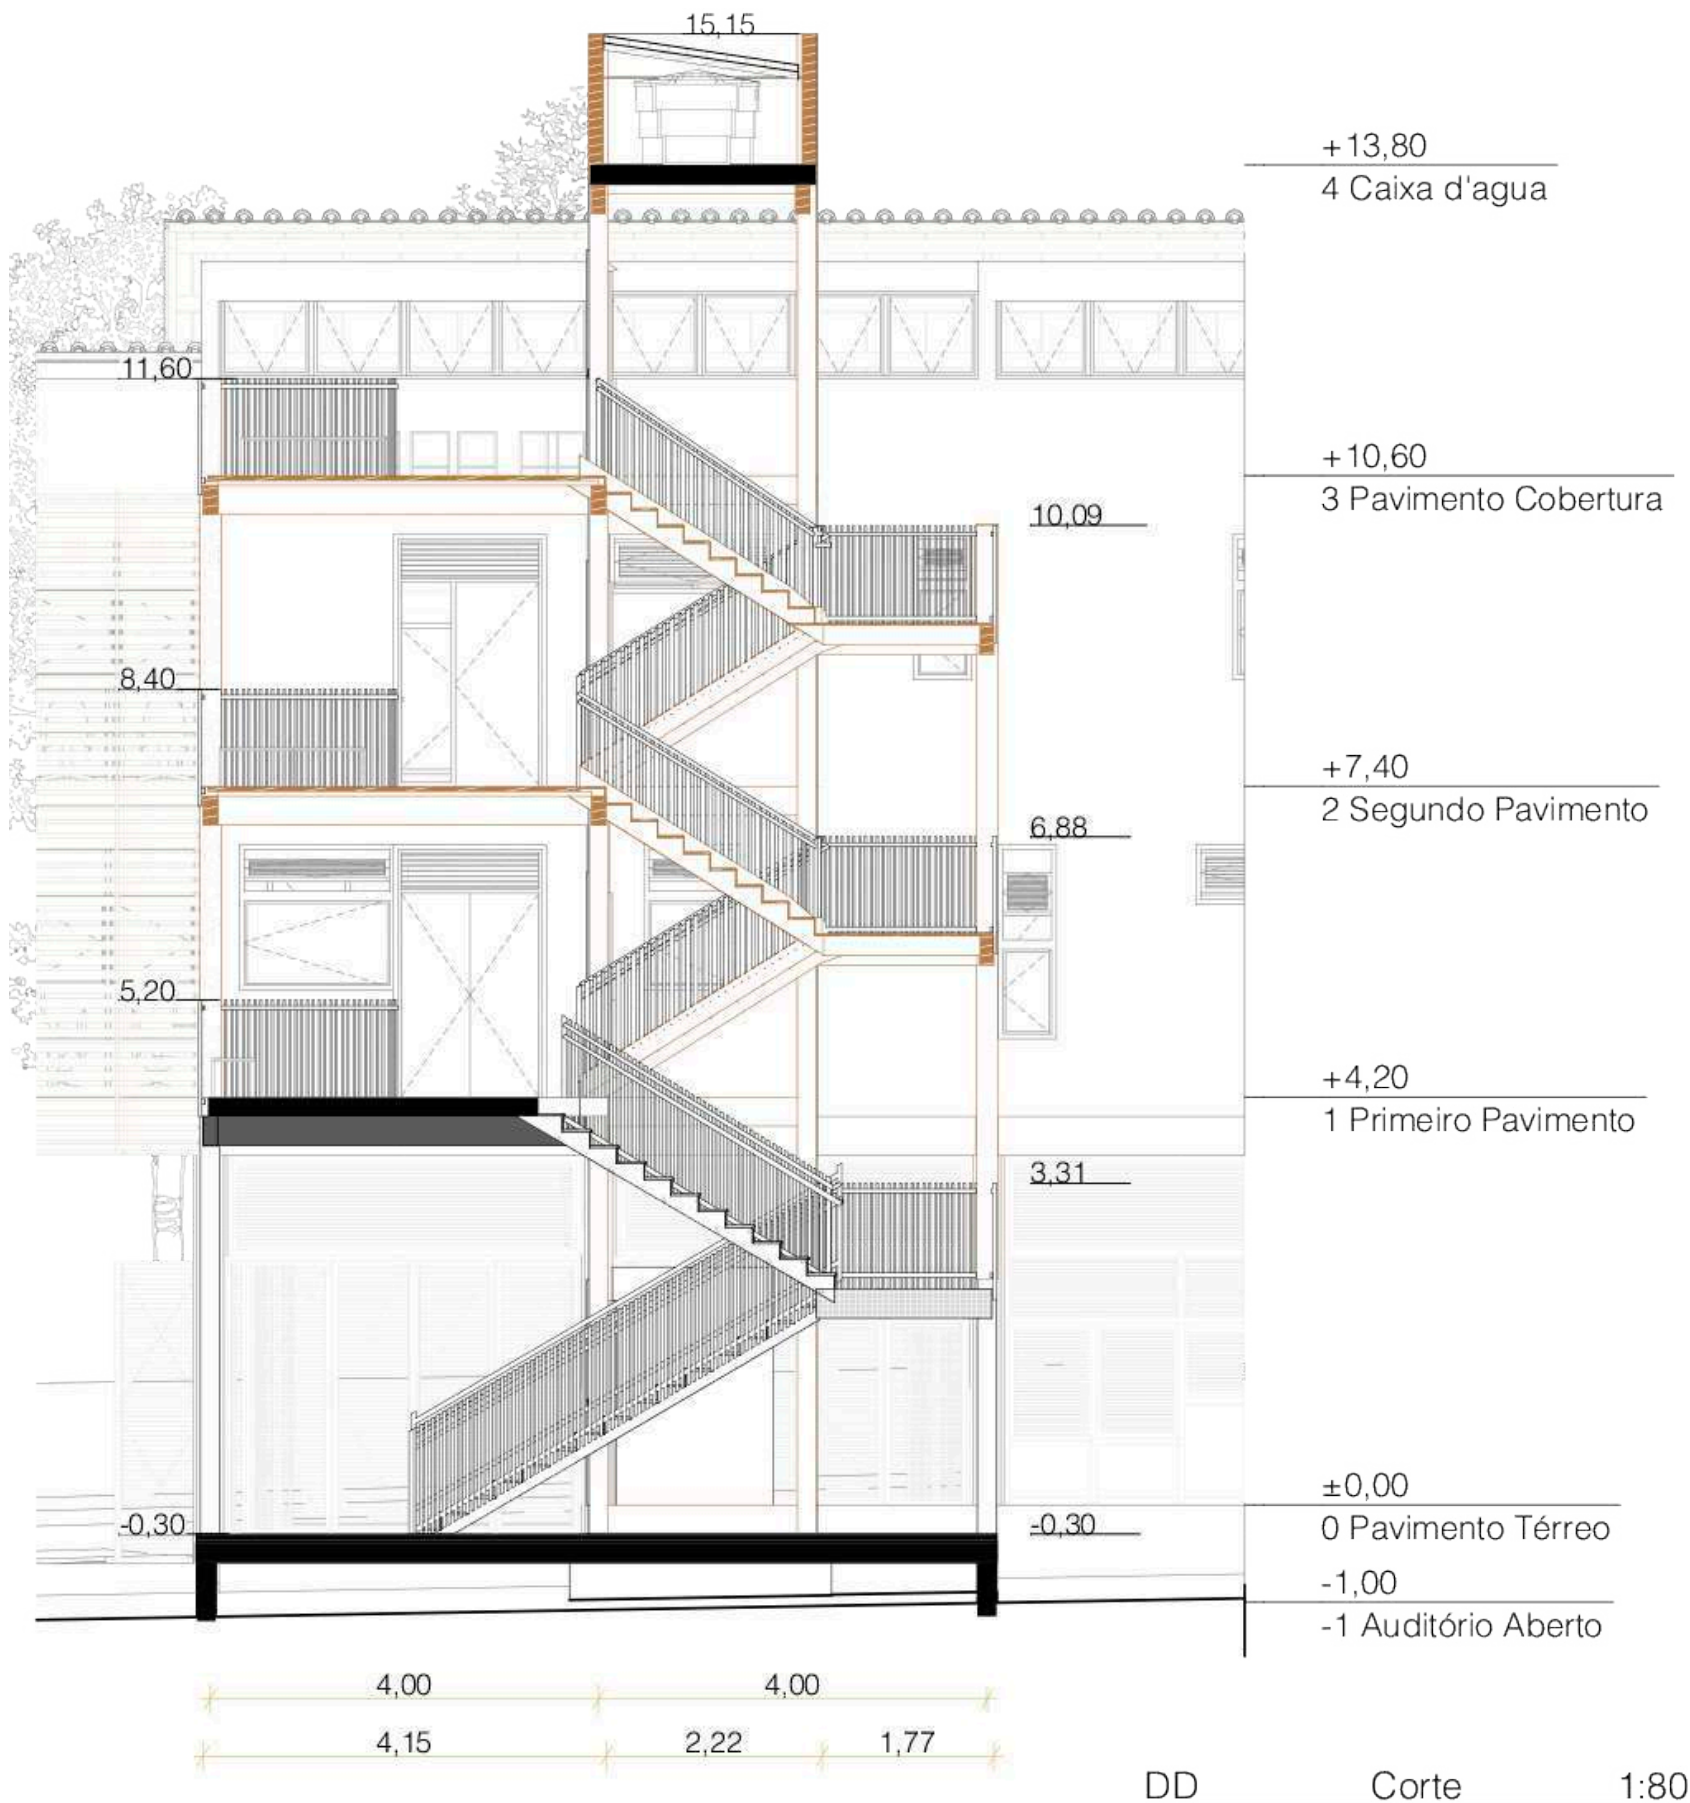 15,15
+13,80
4 Caixa d'agua
11,60
+10,60
3 Pavimento Cobertura
10,09
8,40
+7,40
2 Segundo Pavimento
6,88
5,20
+4,20
1 Primeiro Pavimento
3,31
±0,00
0 Pavimento Térreo
-0,30
-0,30
-1,00
-1 Auditório Aberto
4,00 4,00
4,15 2,22 1,77
DD Corte 1:80